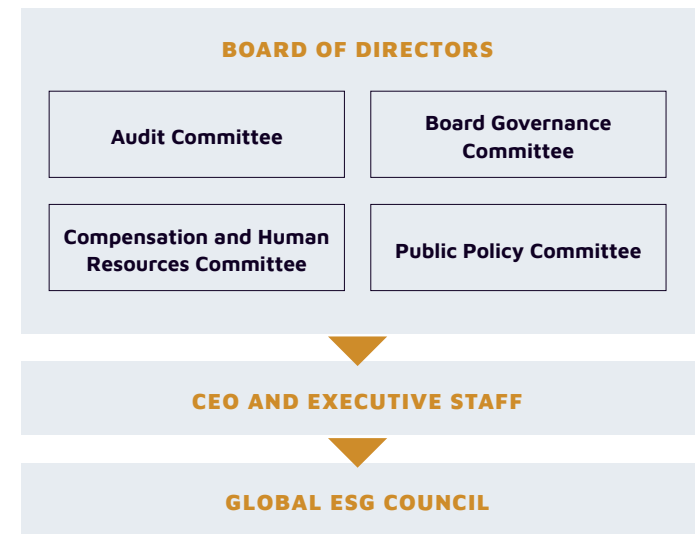 BOARD OF DIRECTORS
Audit Committee
Board Governance
Committee
Compensation and Human
Resources Committee
Public Policy Committee
CEO AND EXECUTIVE STAFF
GLOBAL ESG COUNCIL